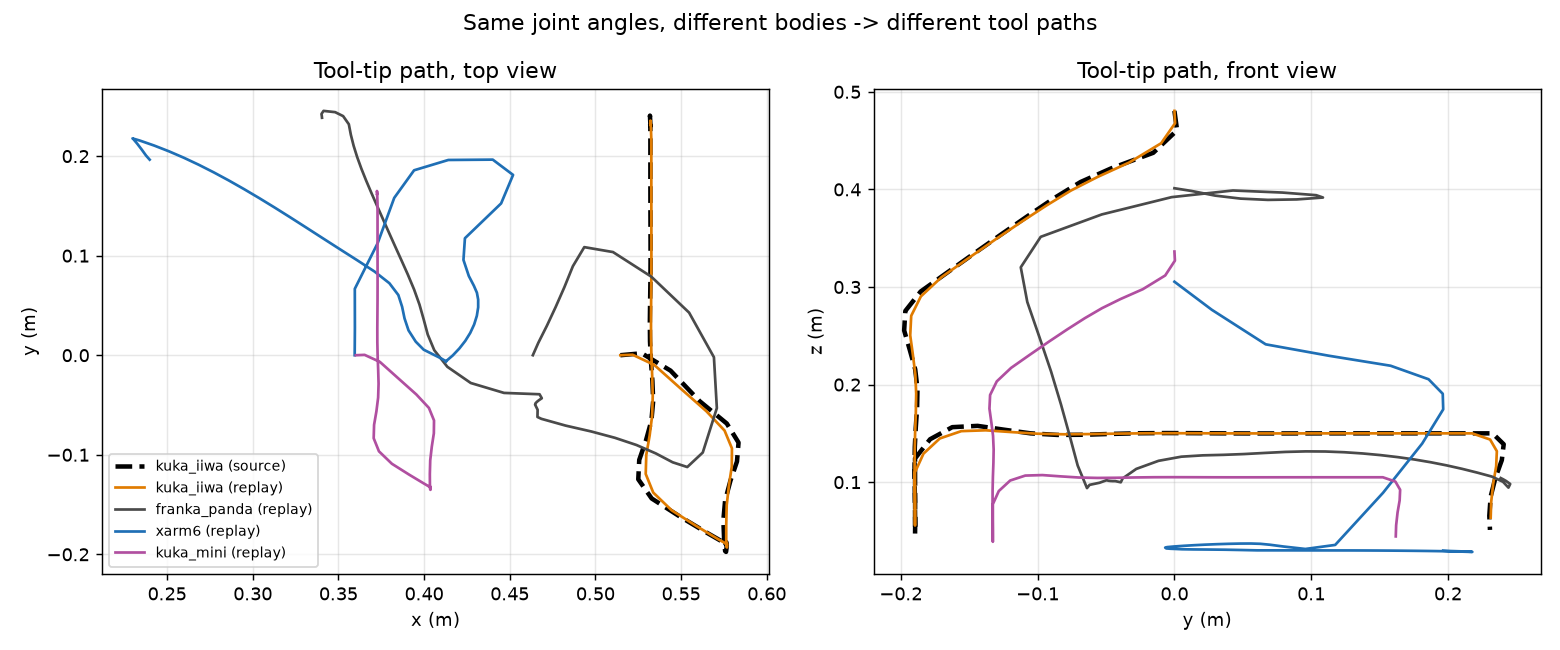 Same joint angles, different bodies -> different tool paths
Tool-tip path, top view
0.2
0.1
0.0
−0.1
−0.2
y (m)
0.25
0.30
0.35
0.40
0.45
0.50
0.55
0.60
x (m)
kuka_iiwa (source)
kuka_iiwa (replay)
franka_panda (replay)
xarm6 (replay)
kuka_mini (replay)
Tool-tip path, front view
0.5
0.4
0.3
0.2
0.1
z (m)
−0.2
−0.1
0.0
0.1
0.2
y (m)